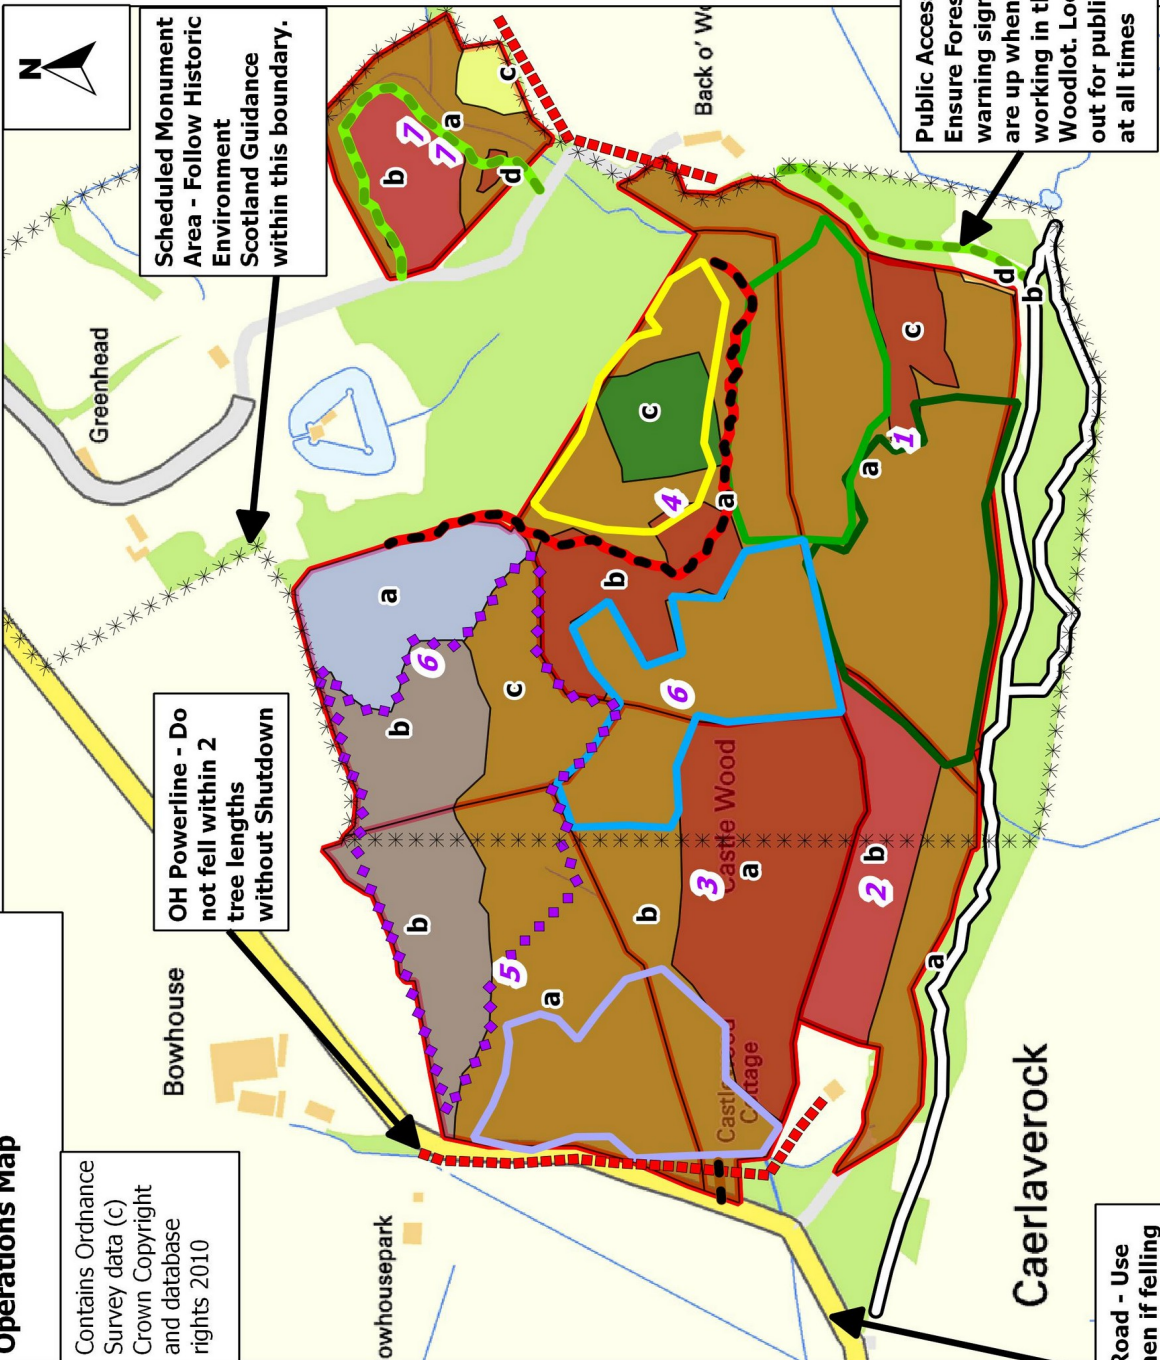 Operations Map
Contains Ordnance
Survey data (c)
Crown Copyright
and database
rights 2010
N
Scheduled Monument
Area - Follow Historic
Environment
Scotland Guidance
within this boundary.
OH Powerline - Do
not fell within 2
tree lengths
without Shutdown
Public Acces
Ensure Fores
warning sign
are up when
working in th
Woodlot. Loo
out for publi
at all times
Road - Use
en if felling
Greenhead
Bowhouse
owhousepark
Back o' Wo
Castle Wood
Cottage
Caerlaverock
c
a
7
7
b
d
a
6
b
c
b
5
a
b
4
c
a
b
6
3
a
b
2
b
1
a
c
d
b
a